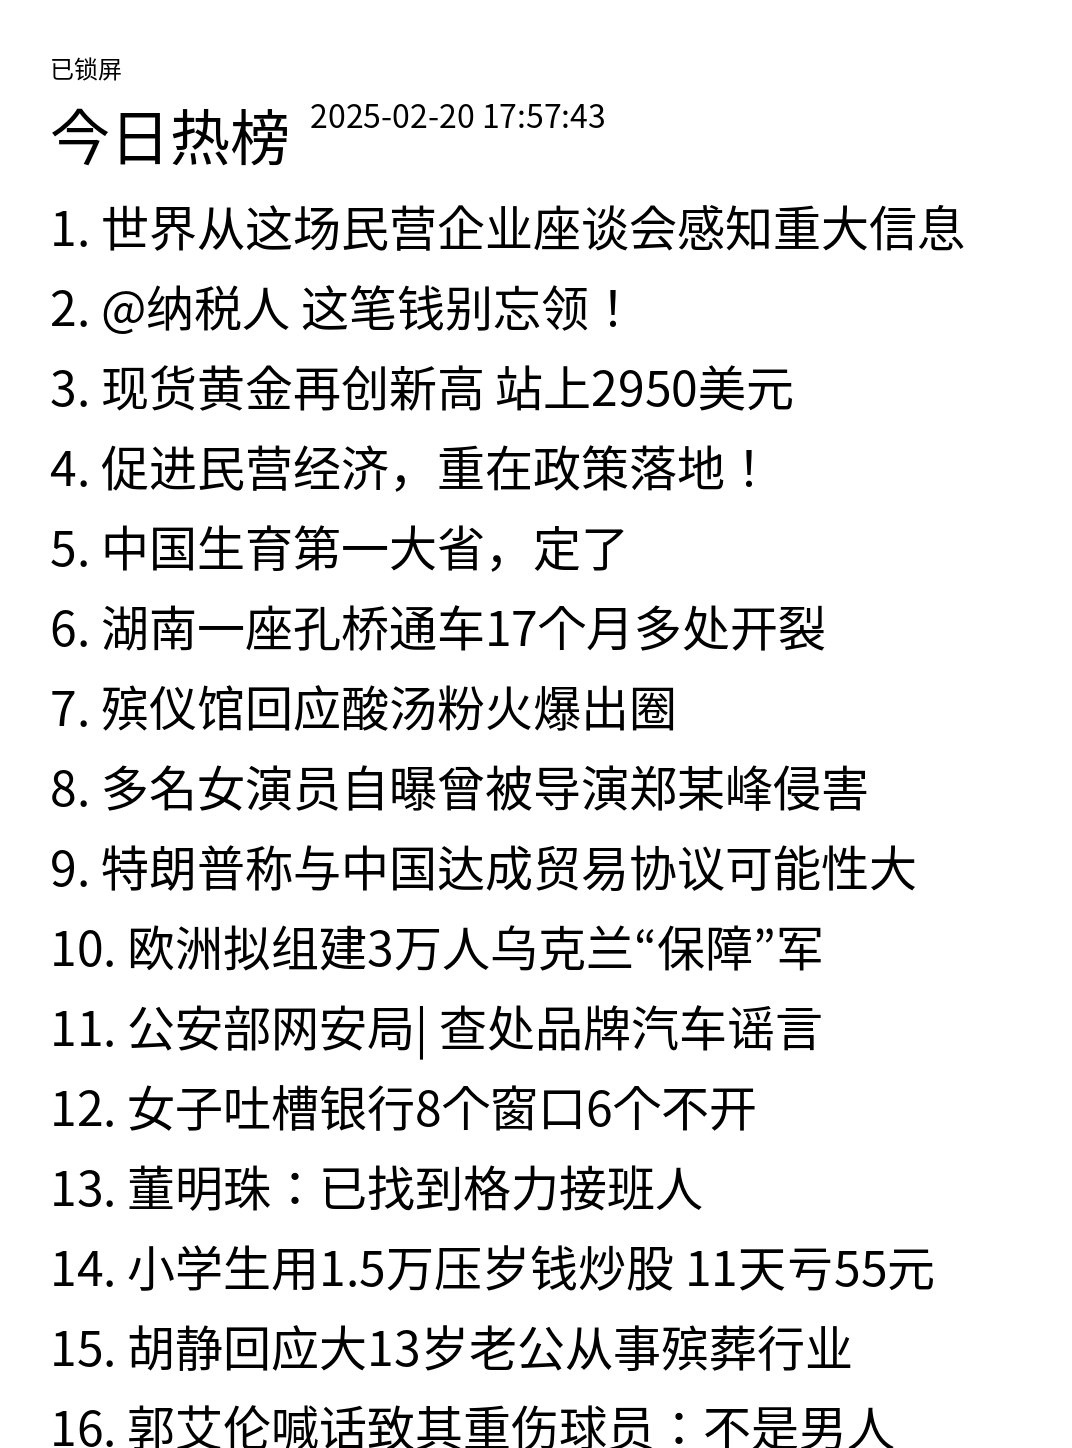 已锁屏
今日热榜 2025-02-20 17:57:43
1. 世界从这场民营企业座谈会感知重大信息
2. @纳税人 这笔钱别忘领！
3. 现货黄金再创新高 站上2950美元
4. 促进民营经济，重在政策落地！
5. 中国生育第一大省，定了
6. 湖南一座孔桥通车17个月多处开裂
7. 殡仪馆回应酸汤粉火爆出圈
8. 多名女演员自曝曾被导演郑某峰侵害
9. 特朗普称与中国达成贸易协议可能性大
10. 欧洲拟组建3万人乌克兰“保障”军
11. 公安部网安局| 查处品牌汽车谣言
12. 女子吐槽银行8个窗口6个不开
13. 董明珠：已找到格力接班人
14. 小学生用1.5万压岁钱炒股 11天亏55元
15. 胡静回应大13岁老公从事殡葬行业
16. 郭艾伦喊话致其重伤球员：不是男人